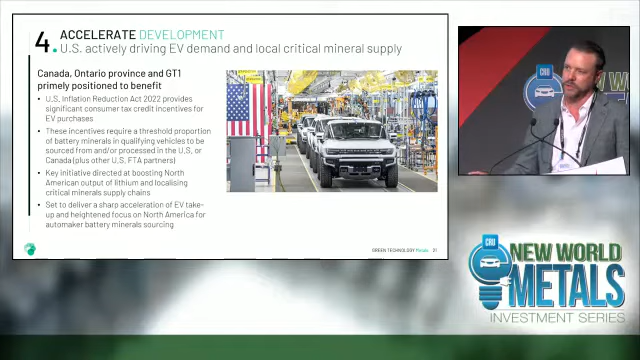 4.
ACCELERATE DEVELOPMENT
U.S. actively driving EV demand and local critical mineral supply
Canada, Ontario province and GT1
primely positioned to benefit
• U.S. Inflation Reduction Act 2022 provides
significant consumer tax credit incentives for
EV purchases
• These incentives require a threshold proportion
of battery minerals in qualifying vehicles to be
sourced from and/or processed in the U.S. or
Canada (plus other U.S. FTA partners)
• Key initiative directed at boosting North
American output of lithium and localising
critical minerals supply chains
• Set to deliver a sharp acceleration of EV take-
up and heightened focus on North America for
automaker battery minerals sourcing
GREEN TECHNOLOGY Metals 21
CRU
CRU
NEW WORLD
METALS
INVESTMENT SERIES